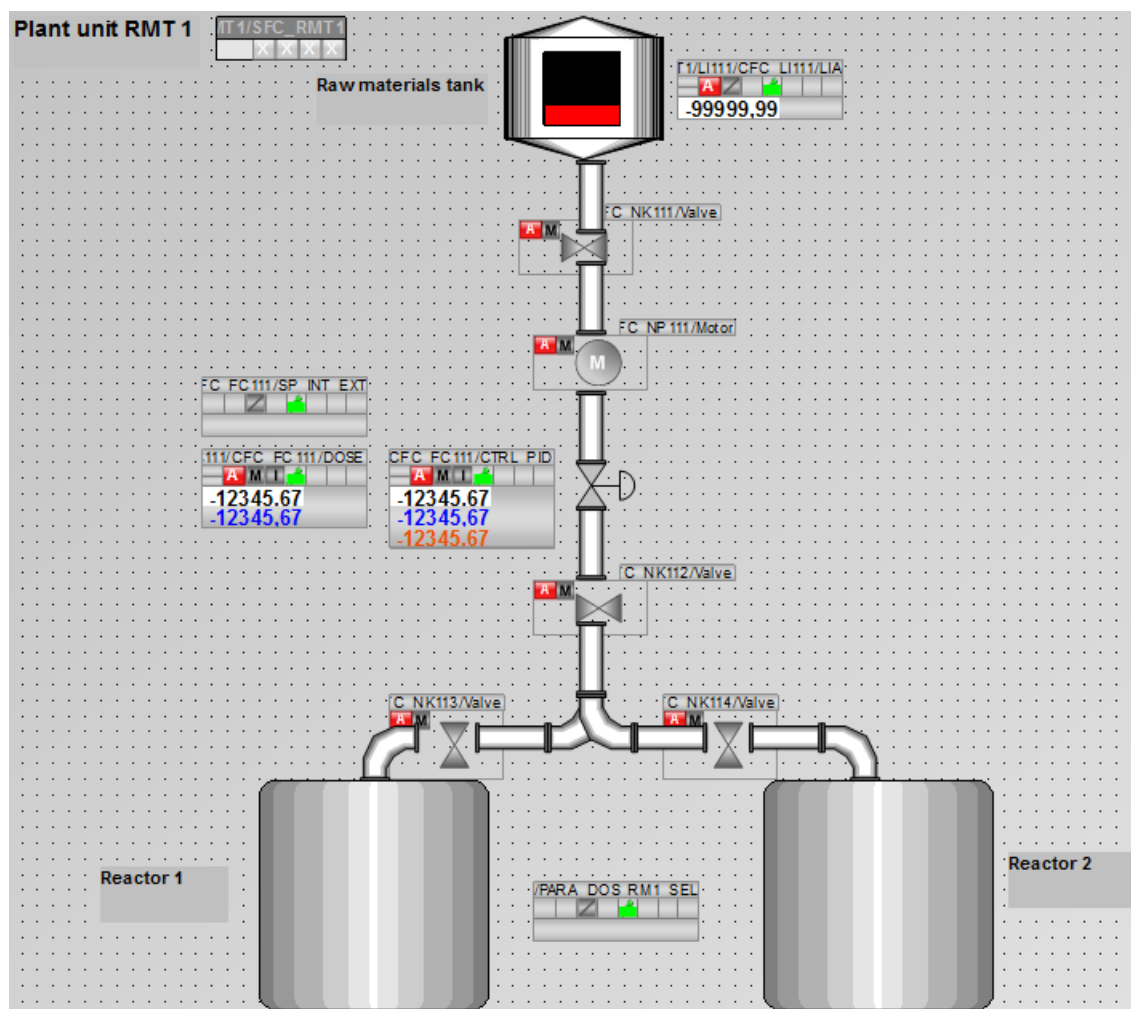 Plant unit RMT 1
MT1/SFC_RMT1
X X X X
Raw materials tank
T1/LI111/CFC_LI111/LIA
A Z
-99999,99
FC_NK111/Valve
A M
FC_NP111/Motor
A M
M
FC_FC111/SP_INT_EXT
Z
111/CFC_FC111/DOSE
A M I
-12345,67
-12345,67
CFC_FC111/CTRL_PID
A M I
-12345,67
-12345,67
-12345,67
C_NK112/Valve
A M
C_NK113/Valve
A M
C_NK114/Valve
A M
Reactor 1
Reactor 2
/PARA_DOS_RM1_SEL
Z